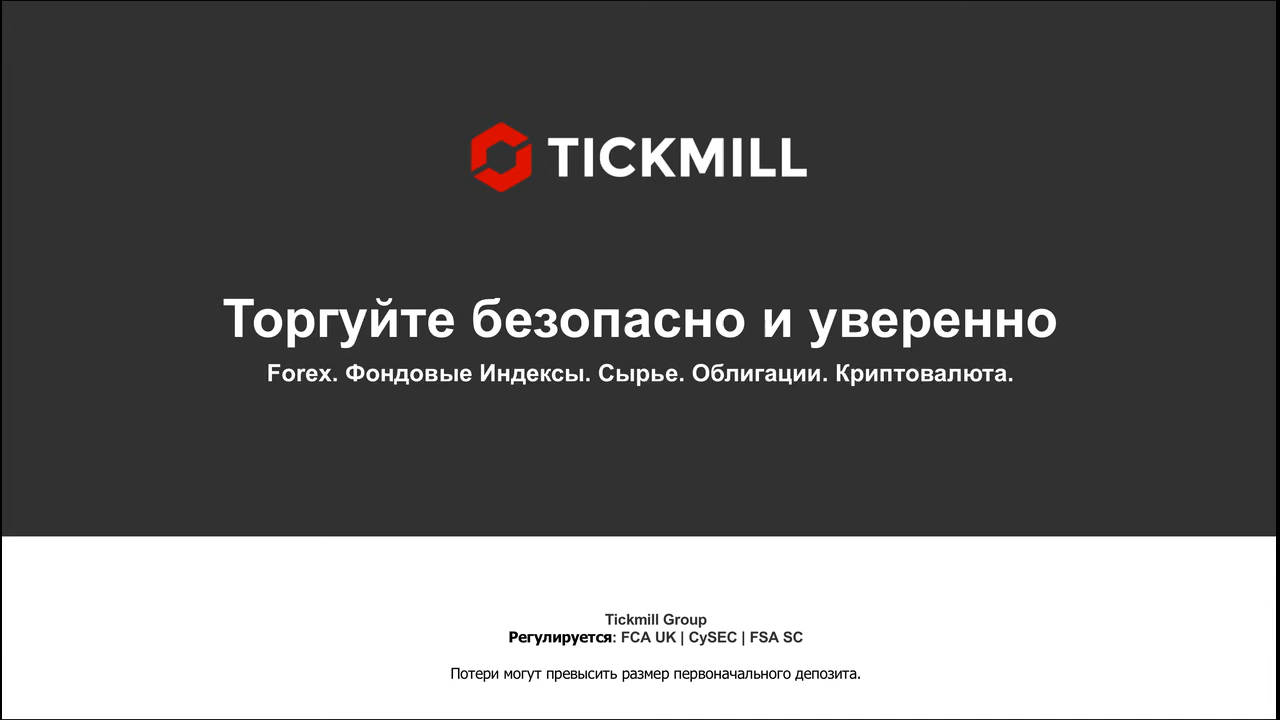 TICKMILL
Торгуйте безопасно и уверенно
Forex. Фондовые Индексы. Сырье. Облигации. Криптовалюта.
Tickmill Group
Регулируется: FCA UK | CySEC | FSA SC
Потери могут превысить размер первоначального депозита.